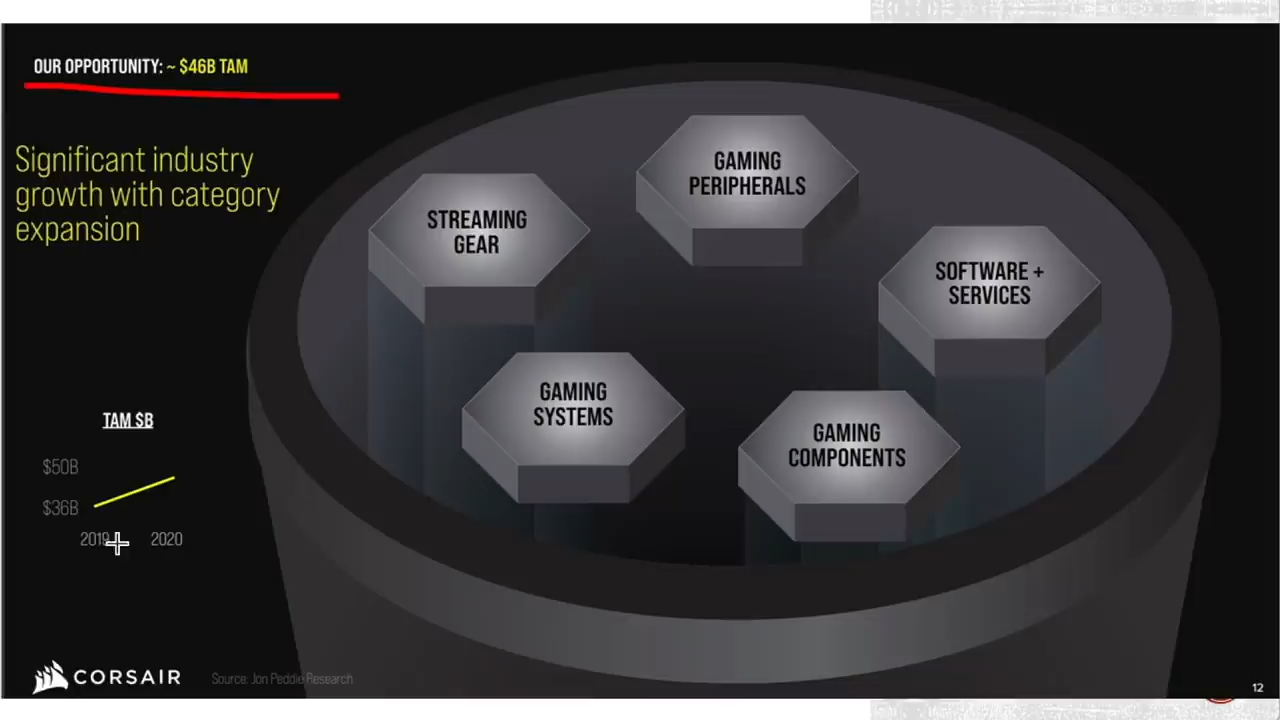 OUR OPPORTUNITY: ~ $46B TAM
Significant industry
growth with category
expansion
GAMING
PERIPHERALS
STREAMING
GEAR
SOFTWARE +
SERVICES
GAMING
SYSTEMS
GAMING
COMPONENTS
TAM $B
$50B
$36B
2019 2020
CORSAIR
Source: Jon Peddie Research
12